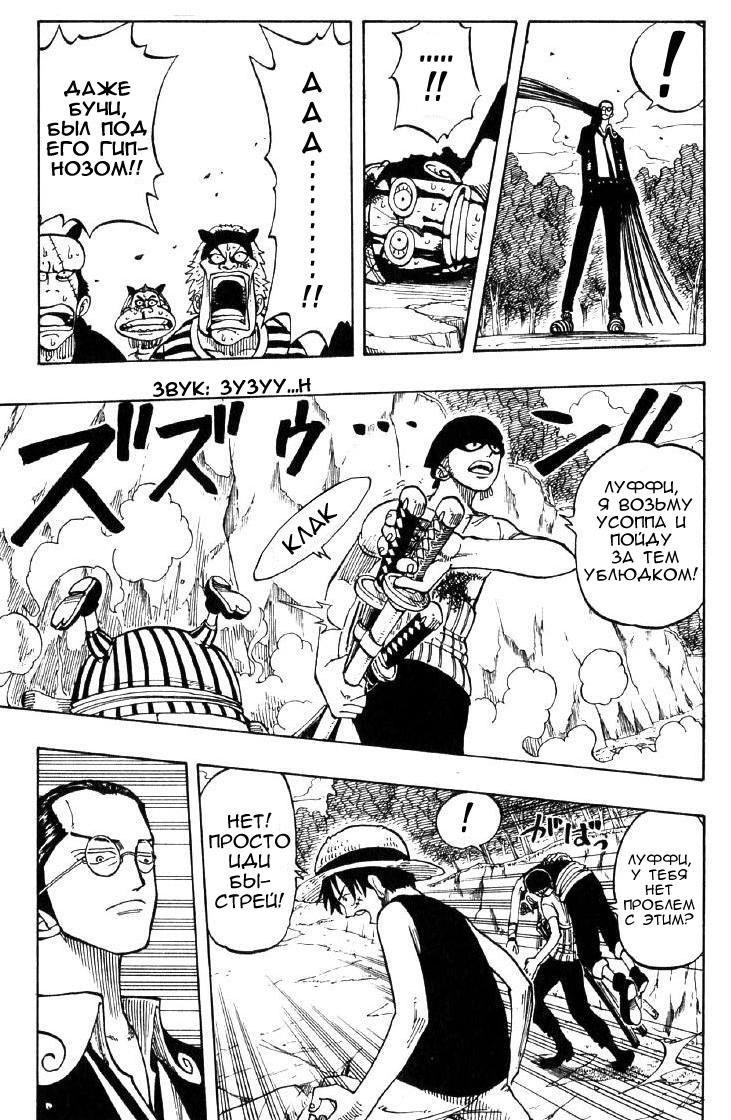 !
.....
!!
А
А
А
.........
!!
ДАЖЕ
БУЧИ,
БЫЛ ПОД
ЕГО ГИП-
НОЗОМ!!
ЗВУК: ЗУЗУУ...Н
ズズゥ…ン!!
ЛУФФИ,
Я ВОЗЬМУ
УСОППА И
ПОЙДУ
ЗА ТЕМ
УБЛЮДКОМ!
КЛАК
ЛУФФИ,
У ТЕБЯ
НЕТ
ПРОБЛЕМ
С ЭТИМ?
がばっ
!
НЕТ!
ПРОСТО
ИДИ
БЫ-
СТРЕЙ!